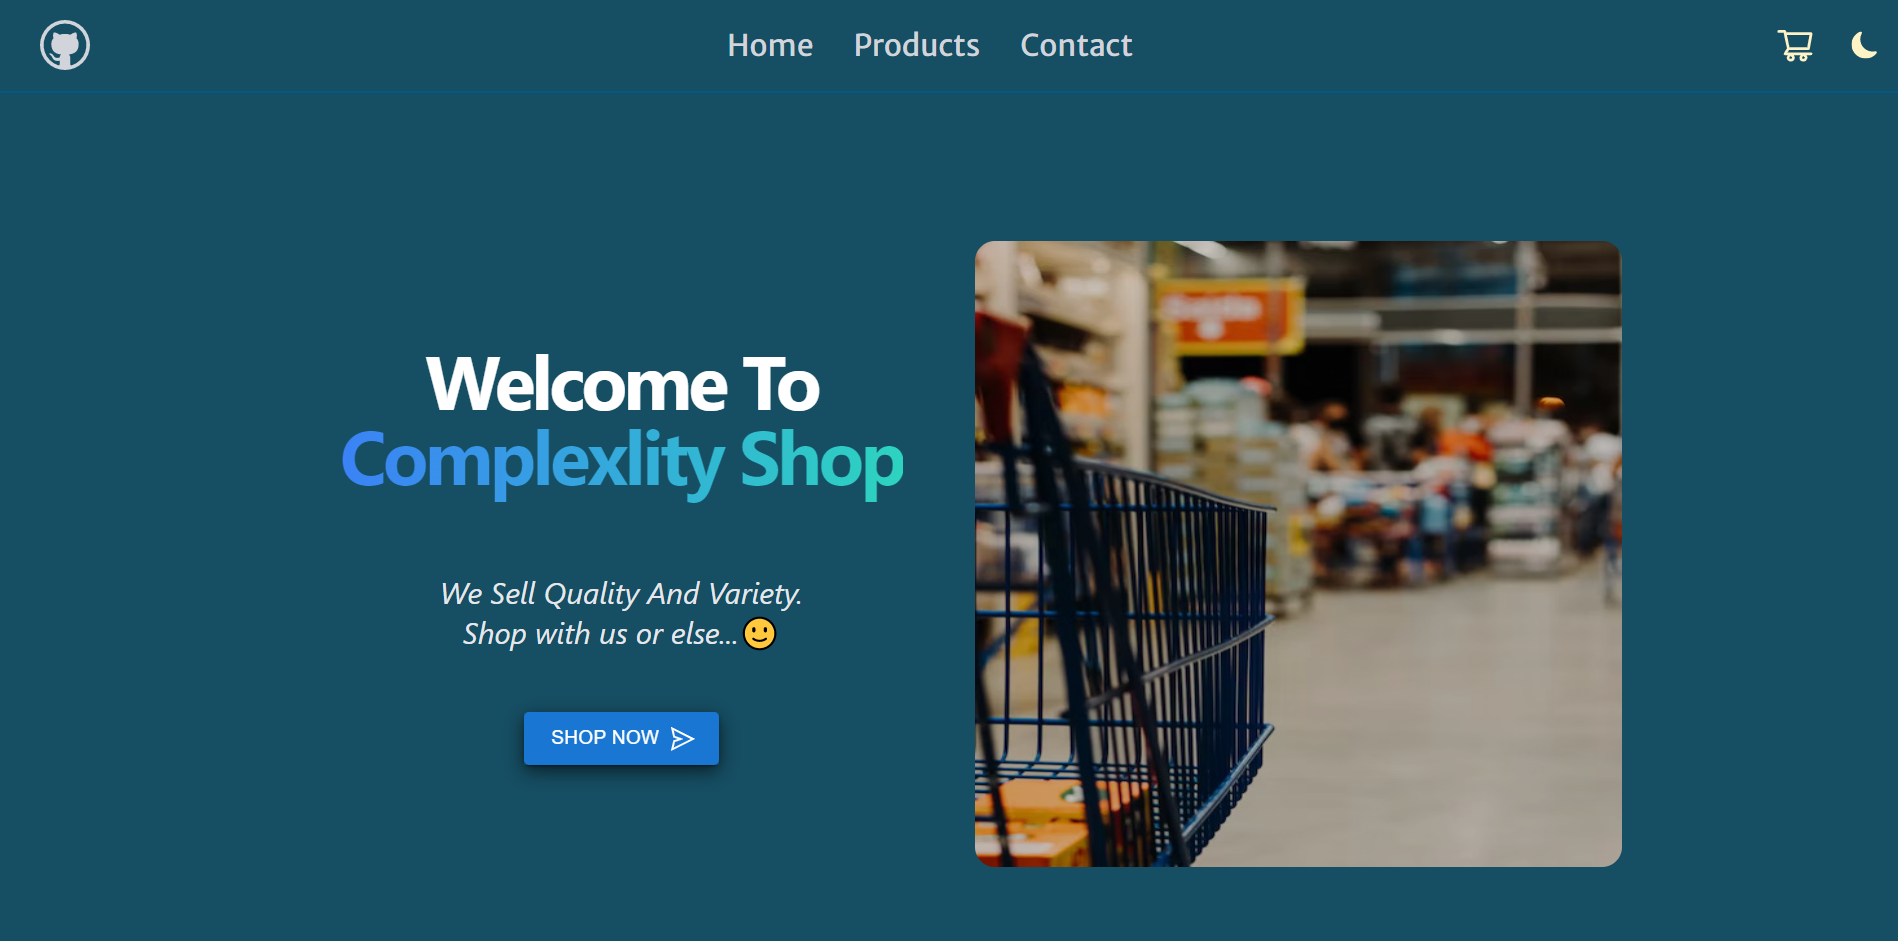 Home Products Contact
Welcome To
Complexlity Shop
We Sell Quality And Variety.
Shop with us or else...🙂
SHOP NOW